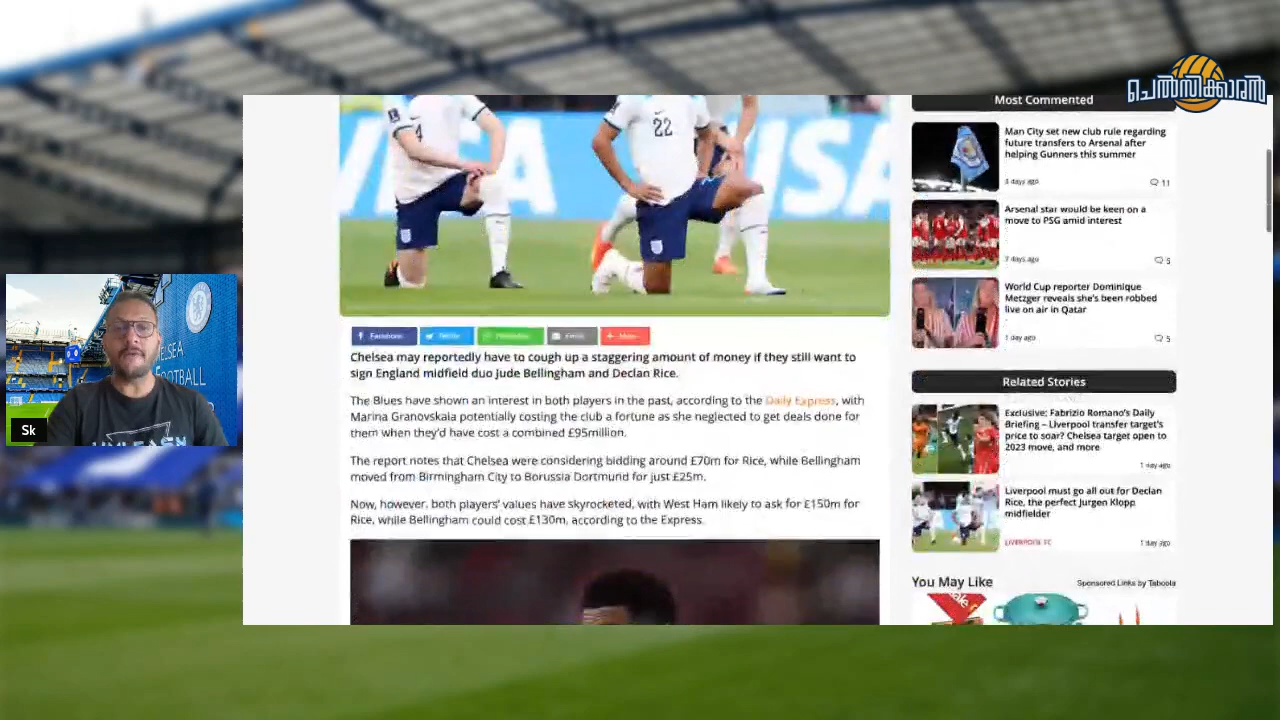 ചെൽസിക്കാരൻ
4
22
VISA
VISA
Most Commented
Man City set new club rule regarding
future transfers to Arsenal after
helping Gunners this summer
11
Arsenal star would be keen on a
move to PSG amid interest
7 days ago
5
World Cup reporter Dominique
Metzger reveals she's been robbed
live on air in Qatar
1 day ago
5
Facebook
Twitter
WhatsApp
Email
More
Chelsea may reportedly have to cough up a staggering amount of money if they still want to
sign England midfield duo Jude Bellingham and Declan Rice.
The Blues have shown an interest in both players in the past, according to the Daily Express, with
Marina Granovskaia potentially costing the club a fortune as she neglected to get deals done for
them when they'd have cost a combined £95million.
The report notes that Chelsea were considering bidding around £70m for Rice, while Bellingham
moved from Birmingham City to Borussia Dortmund for just £25m.
Now, however, both players' values have skyrocketed, with West Ham likely to ask for £150m for
Rice, while Bellingham could cost £130m, according to the Express.
Related Stories
Exclusive: Fabrizio Romano's Daily
Briefing – Liverpool transfer target's
price to soar? Chelsea target open to
2023 move, and more
1 day ago
Liverpool must go all out for Declan
Rice, the perfect Jurgen Klopp
midfielder
LIVERPOOL FC
1 day ago
You May Like
Sponsored Links by Taboola
Sk